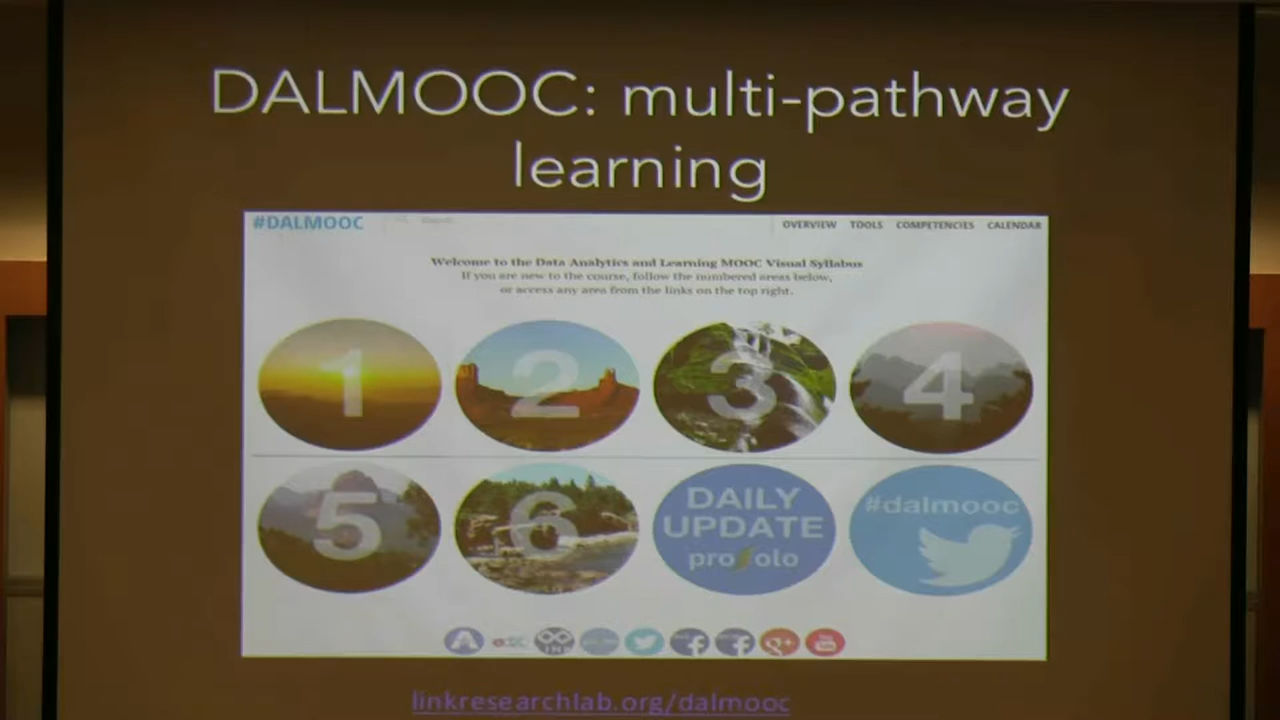 DALMOOC: multi-pathway
learning
#DALMOOC
OVERVIEW TOOLS COMPETENCIES CALENDAR
Welcome to the Data Analytics and Learning MOOC Visual Syllabus
If you are new to the course, follow the numbered areas below,
or access any area from the links on the top right.
1 2 3 4
5 6
DAILY
UPDATE
pro olo
#dalmooc
linkresearchlab.org/dalmooc